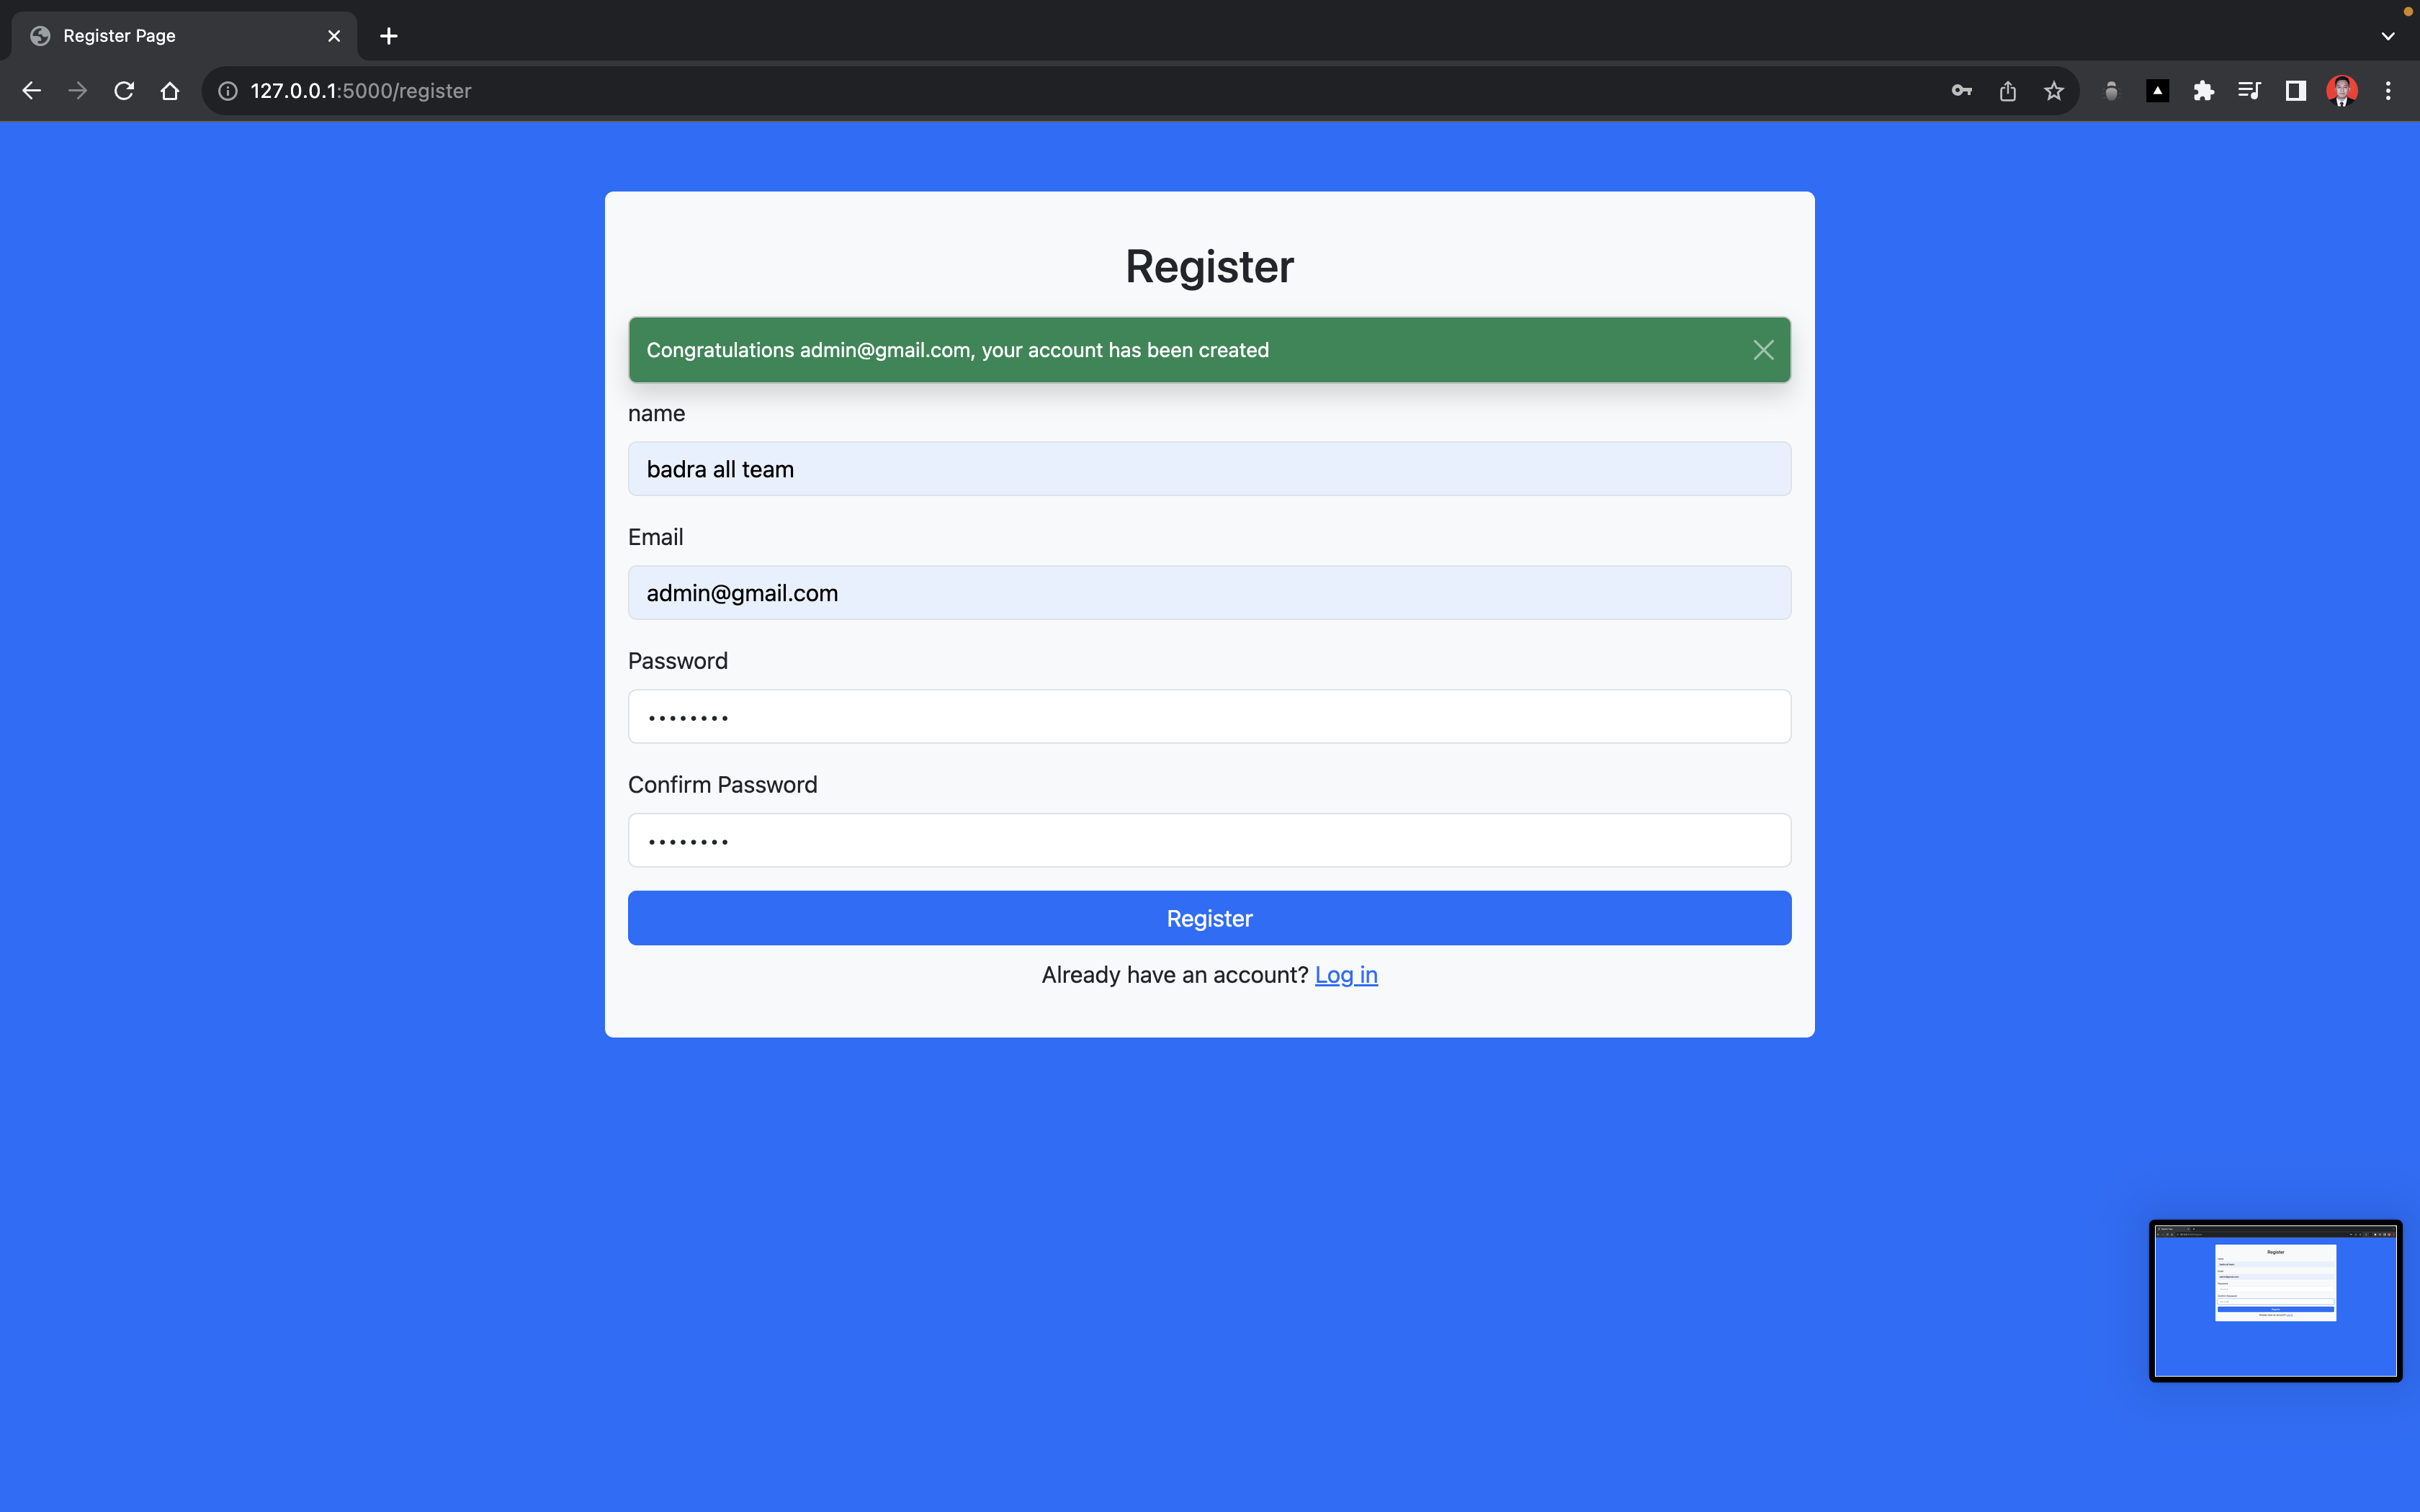 Register Page
127.0.0.1:5000/register
Register
Congratulations admin@gmail.com, your account has been created
name
badra all team
Email
admin@gmail.com
Password
••••••••
Confirm Password
••••••••
Register
Already have an account? Log in
Register